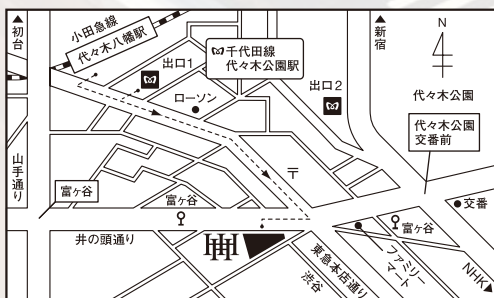 ▲初台
小田急線
代々木八幡駅
出口1
千代田線
代々木公園駅
▲新宿
N
出口2
代々木公園
ローソン
代々木公園
交番前
山手通り
〒
富ヶ谷
富ヶ谷
●交番
富ヶ谷
井の頭通り
HHH
東急本店通り
渋谷
ファミリー
マート
NHK▲